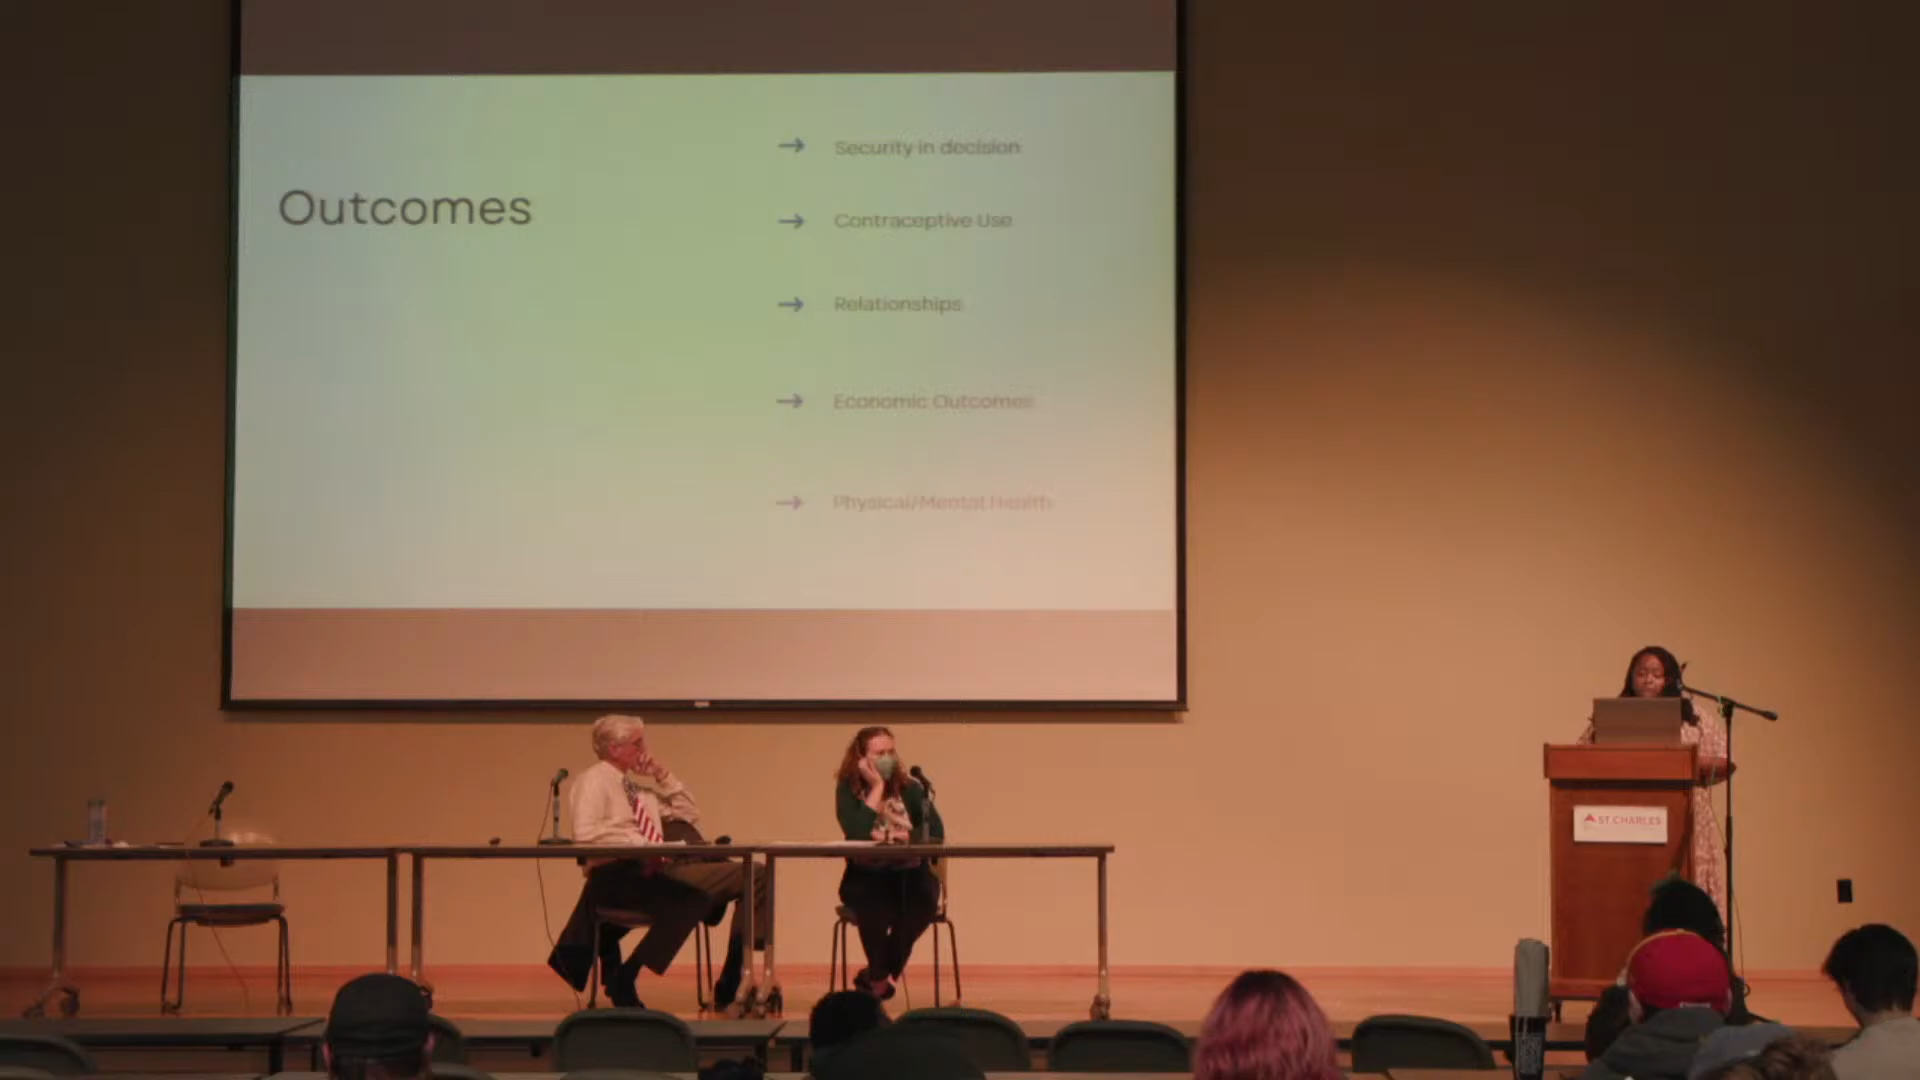 Outcomes
→ Security in decision
→ Contraceptive Use
→ Relationships
→ Economic Outcomes
→ Physical/Mental Health
ST. CHARLES